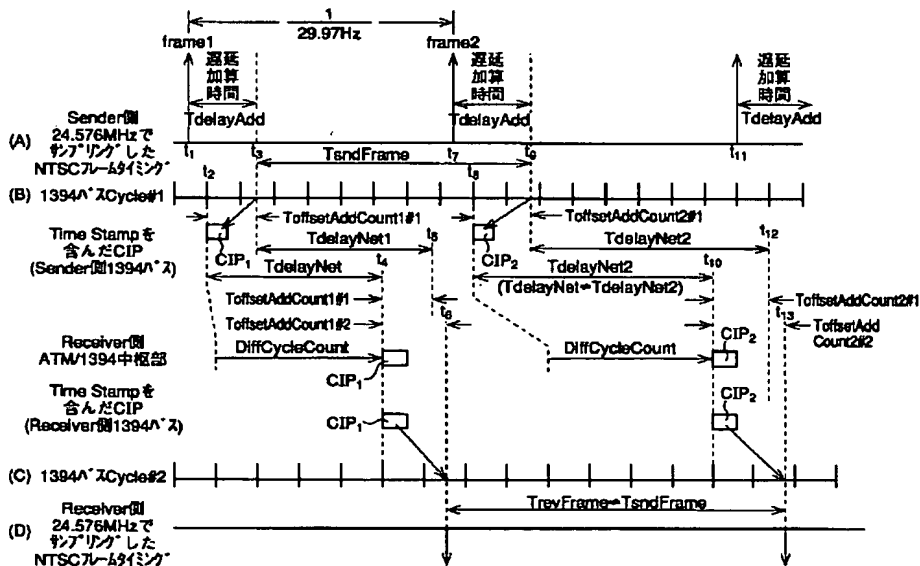 1
29.97Hz
frame1
frame2
遅延
加算
時間
遅延
加算
時間
遅延
加算
時間
TdelayAdd
TdelayAdd
TdelayAdd
(A)
Sender側
24.576MHzで
サンプリングした
NTSCフレームタイミング
t1
t3
TsndFrame
t7
t9
t11
t2
t8
(B) 1394バスCycle#1
ToffsetAddCount1#1
ToffsetAddCount2#1
Time Stampを
含んだCIP
(Sender側1394バス)
CIP1
TdelayNet1
t5
CIP2
TdelayNet2
t12
TdelayNet
t4
TdelayNet2
(TdelayNet≠TdelayNet2)
t10
ToffsetAddCount1#1
ToffsetAddCount2#1
t6
t13
ToffsetAddCount1#2
ToffsetAdd
Count2#2
Receiver側
ATM/1394中枢部
DiffCycleCount
CIP1
DiffCycleCount
CIP2
Time Stampを
含んだCIP
(Receiver側1394バス)
CIP1
CIP2
(C) 1394バスCycle#2
TrevFrame≠TsndFrame
(D)
Receiver側
24.576MHzで
サンプリングした
NTSCフレームタイミング